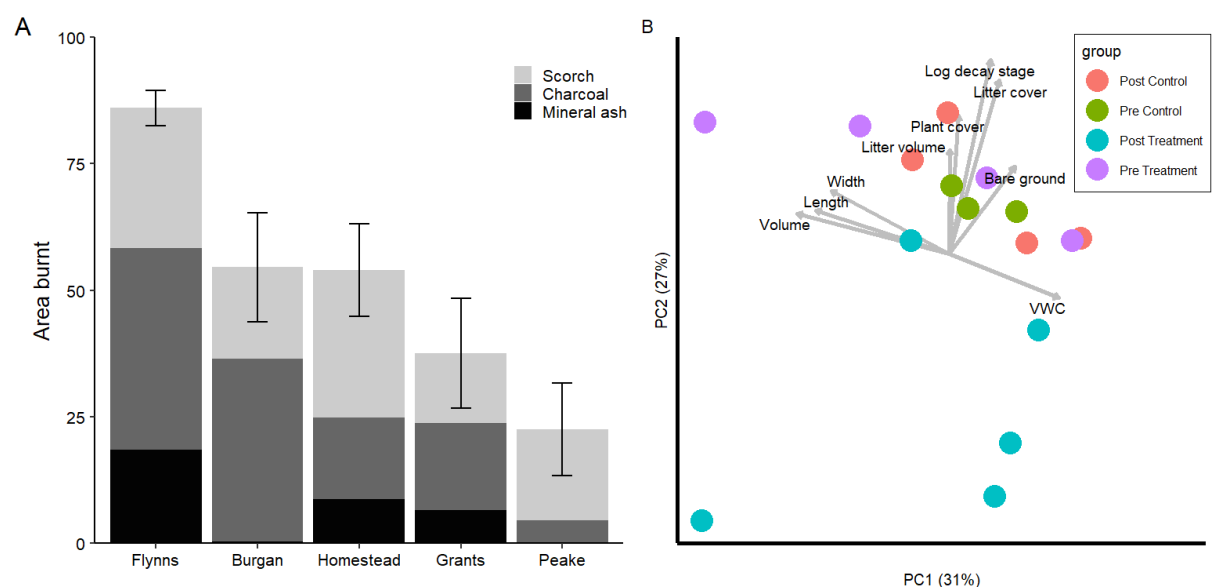 A
Area burnt
100
75
50
25
0
Scorch
Charcoal
Mineral ash
Flynns
Burgan
Homestead
Grants
Peake
B
PC2 (27%)
Log decay stage
Litter cover
Plant cover
Litter volume
Bare ground
Width
Length
Volume
VWC
PC1 (31%)
group
Post Control
Pre Control
Post Treatment
Pre Treatment